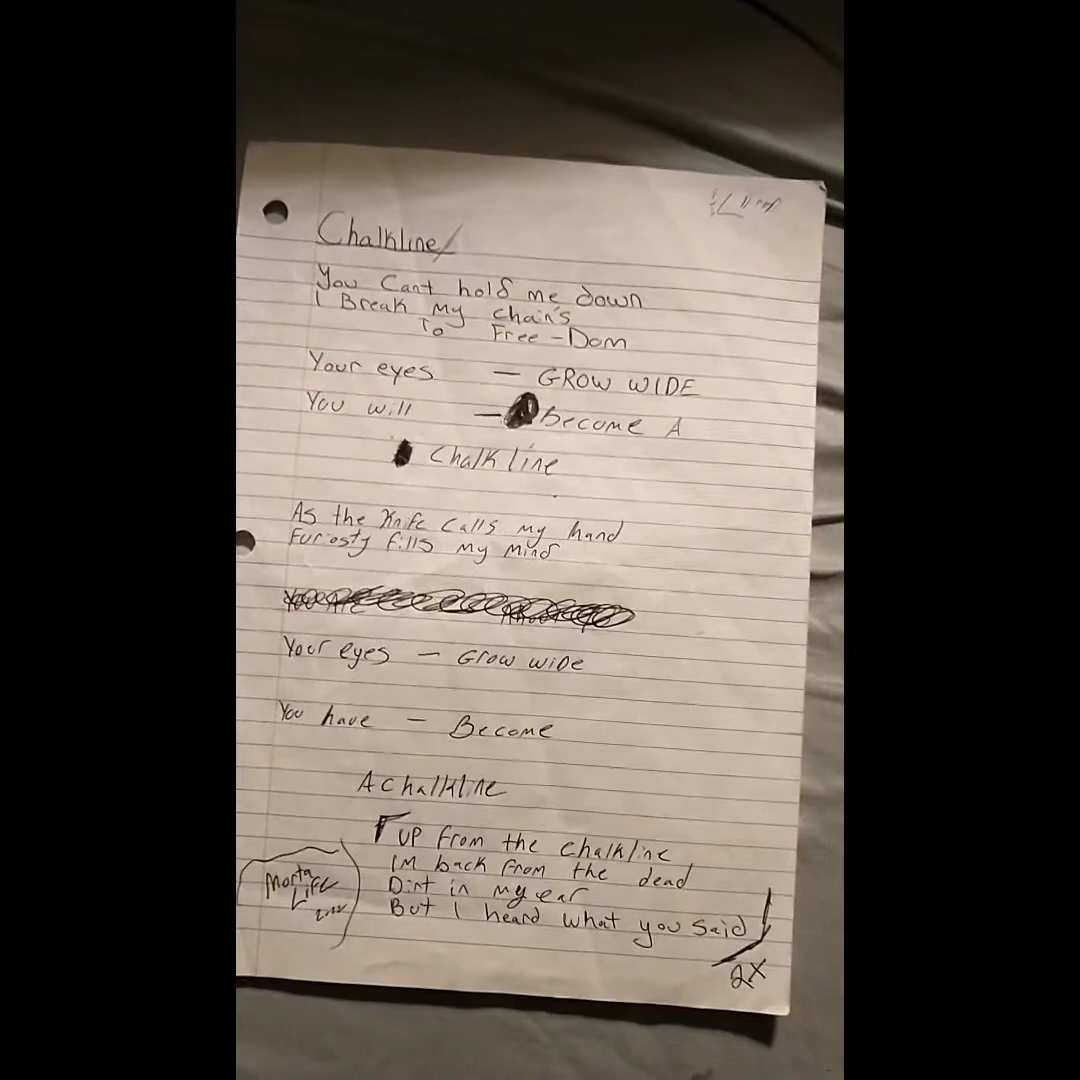 Chalkline
You Cant hold me down
I Break My chain's
To Free-Dom
Your eyes — GROW WIDE
You will — become A
Chalk line
As the Knife calls my hand
Furiosty fills my mind
Your eyes — Grow wide
You have — Become
A chalkline
UP from the chalkline
IM back from the dead
Dirt in my ear
But I heard what you said
2X
Morta
Life